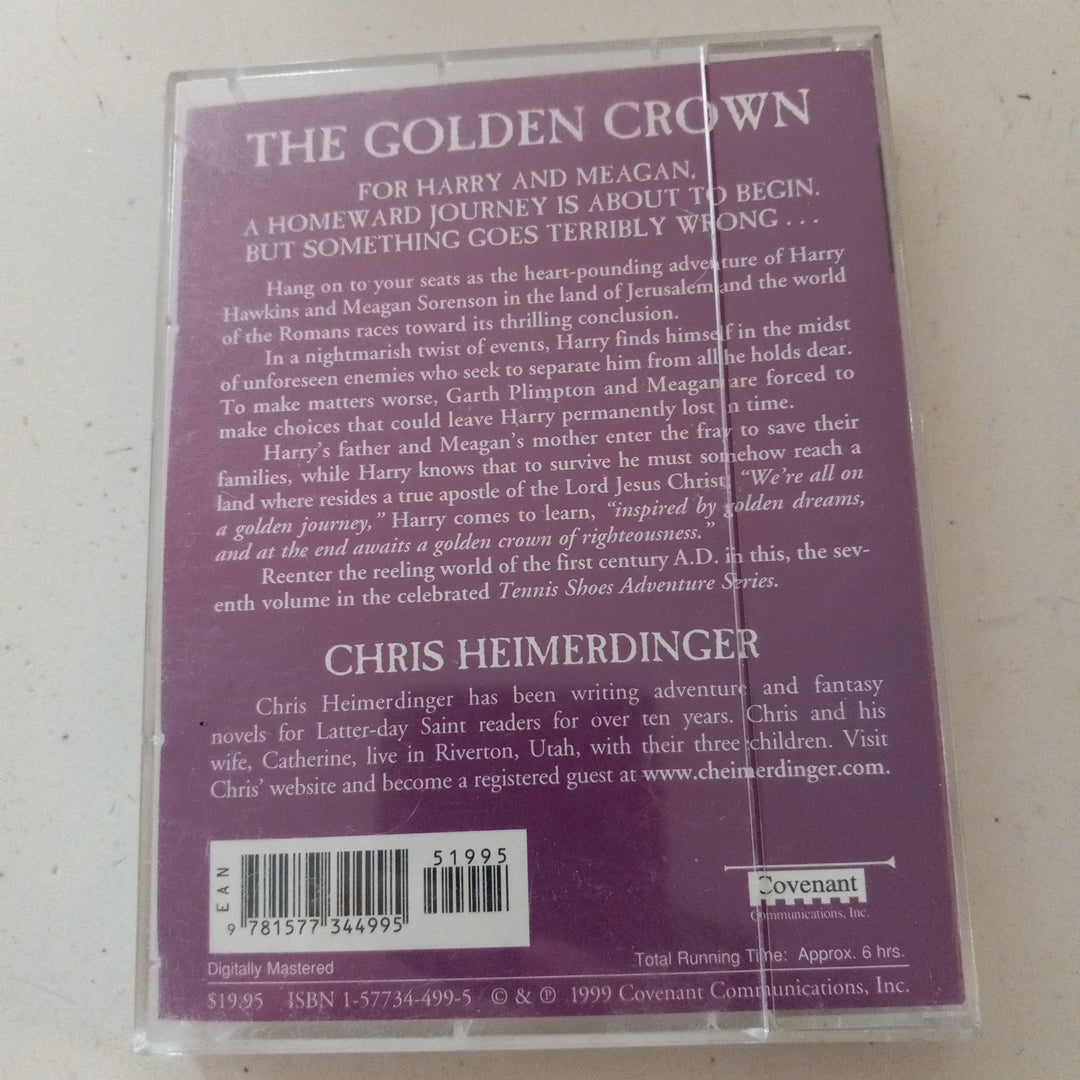 THE GOLDEN CROWN
FOR HARRY AND MEAGAN,
A HOMEWARD JOURNEY IS ABOUT TO BEGIN.
BUT SOMETHING GOES TERRIBLY WRONG . . .
Hang on to your seats as the heart-pounding adventure of Harry
Hawkins and Meagan Sorenson in the land of Jerusalem and the world
of the Romans races toward its thrilling conclusion.
In a nightmarish twist of events, Harry finds himself in the midst
of unforeseen enemies who seek to separate him from all he holds dear.
To make matters worse, Garth Plimpton and Meagan are forced to
make choices that could leave Harry permanently lost in time.
Harry's father and Meagan's mother enter the fray to save their
families, while Harry knows that to survive he must somehow reach a
land where resides a true apostle of the Lord Jesus Christ. "We're all on
a golden journey," Harry comes to learn, "inspired by golden dreams,
and at the end awaits a golden crown of righteousness."
Reenter the reeling world of the first century A.D. in this, the sev-
enth volume in the celebrated Tennis Shoes Adventure Series.
CHRIS HEIMERDINGER
Chris Heimerdinger has been writing adventure and fantasy
novels for Latter-day Saint readers for over ten years. Chris and his
wife, Catherine, live in Riverton, Utah, with their three children. Visit
Chris' website and become a registered guest at www.cheimerdinger.com.
EAN
51995
9 781577 344995
Covenant
Communications, Inc.
Digitally Mastered
Total Running Time: Approx. 6 hrs.
$19.95 ISBN 1-57734-499-5 © & ℗ 1999 Covenant Communications, Inc.